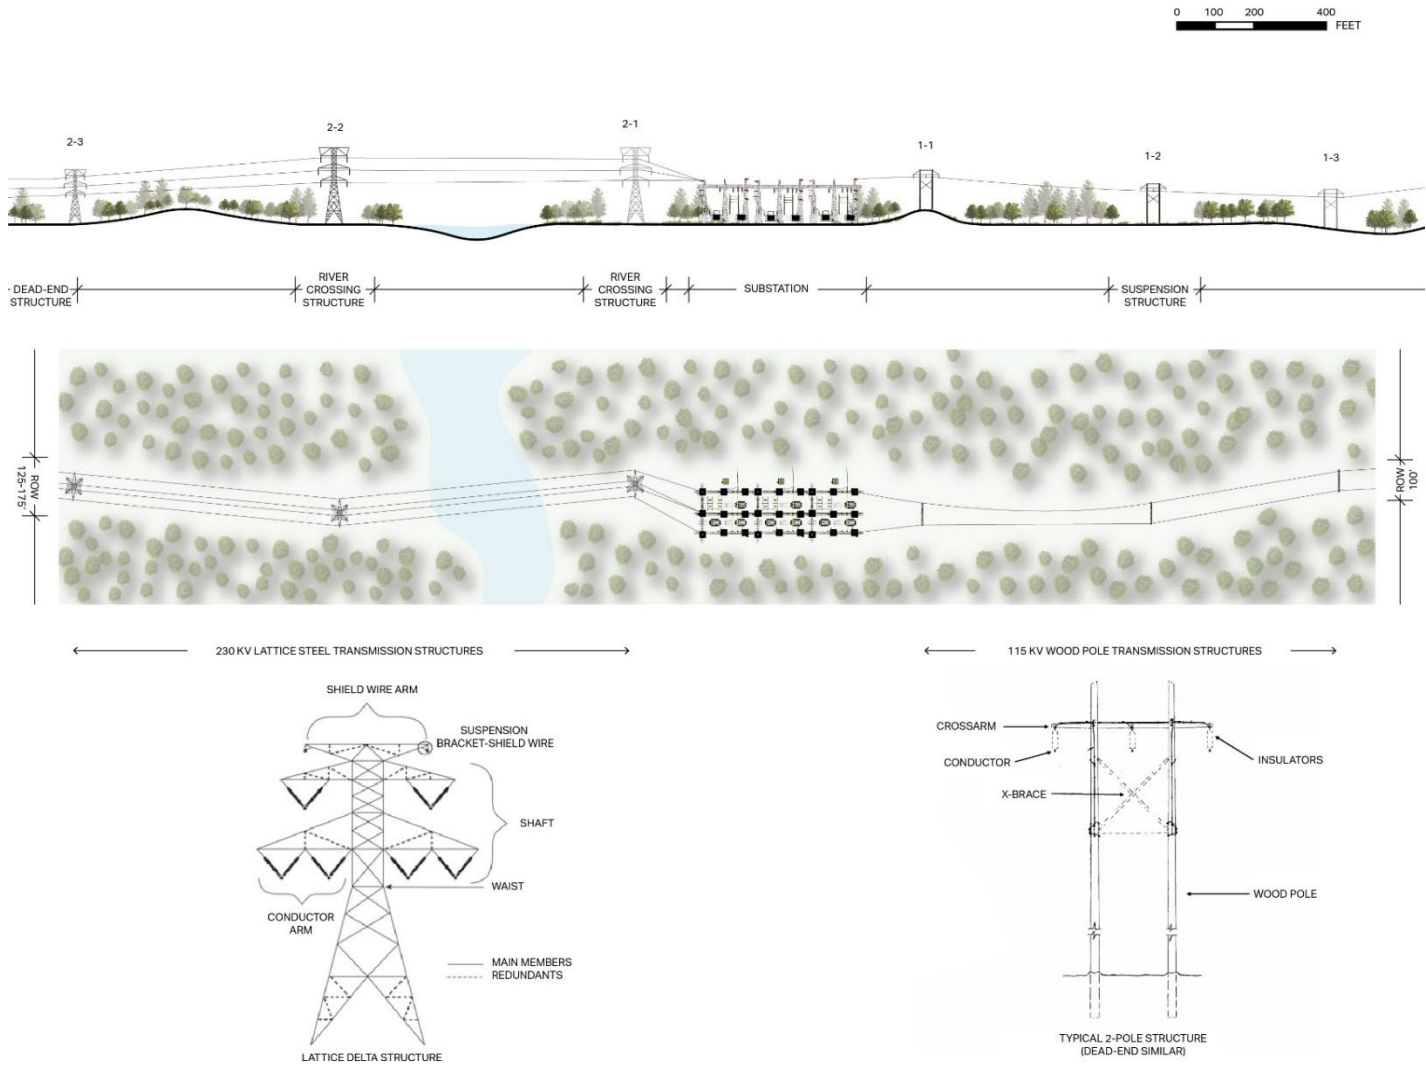 0 100 200 400
FEET
2-3
2-2
2-1
1-1
1-2
1-3
DEAD-END
STRUCTURE
RIVER
CROSSING
STRUCTURE
RIVER
CROSSING
STRUCTURE
SUBSTATION
SUSPENSION
STRUCTURE
ROW
125-175'
ROW
100'
230 KV LATTICE STEEL TRANSMISSION STRUCTURES
115 KV WOOD POLE TRANSMISSION STRUCTURES
SHIELD WIRE ARM
SUSPENSION
BRACKET-SHIELD WIRE
SHAFT
WAIST
CONDUCTOR
ARM
MAIN MEMBERS
REDUNDANTS
LATTICE DELTA STRUCTURE
CROSSARM
CONDUCTOR
X-BRACE
INSULATORS
WOOD POLE
TYPICAL 2-POLE STRUCTURE
(DEAD-END SIMILAR)